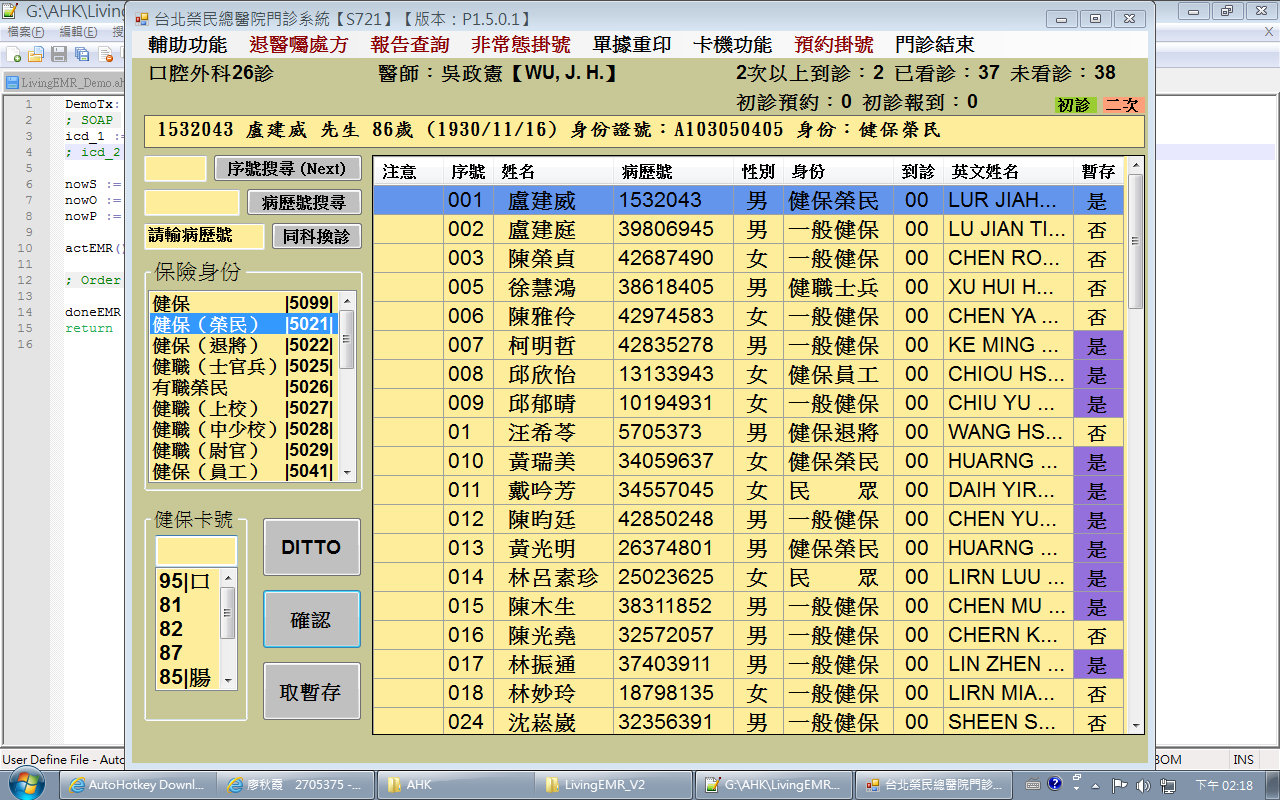 G:\AHK\Living
台北榮民總醫院門診系統【S721】【版本：P1.5.0.1】
檔案(F) 編輯(E) 搜
輔助功能 退醫囑處方 報告查詢 非常態掛號 單據重印 卡機功能 預約掛號 門診結束
口腔外科26診 醫師：吳政憲【WU, J. H.】 2次以上到診：2 已看診：37 未看診：38
初診預約：0 初診報到：0 初診 二次
1532043 盧建威 先生 86歲 (1930/11/16) 身份證號：A103050405 身份：健保榮民
LivingEMR_Demo.ah
1 DemoTx:
2 ; SOAP
3 icd_1 :=
4 ; icd_2
5
6 nowS :=
7 nowO :=
8 nowP :=
9
10 actEMR()
11
12 ; Order
13
14 doneEMR
15 return
16
序號搜尋 (Next)
病歷號搜尋
請輸病歷號 同科換診
保險身份
健保 |5099|
健保（榮民） |5021|
健保（退將） |5022|
健職（士官兵） |5025|
有職榮民 |5026|
健職（上校） |5027|
健職（中少校） |5028|
健職（尉官） |5029|
健保（員工） |5041|
健保卡號
95|口
81
82
87
85|腸
DITTO
確認
取暫存
注意 序號 姓名 病歷號 性別 身份 到診 英文姓名 暫存
001 盧建威 1532043 男 健保榮民 00 LUR JIAH... 是
002 盧建庭 39806945 男 一般健保 00 LU JIAN TI... 否
003 陳榮貞 42687490 女 一般健保 00 CHEN RO... 否
005 徐慧鴻 38618405 男 健職士兵 00 XU HUI H... 否
006 陳雅伶 42974583 女 一般健保 00 CHEN YA ... 否
007 柯明哲 42835278 男 一般健保 00 KE MING ... 是
008 邱欣怡 13133943 女 健保員工 00 CHIOU HS... 是
009 邱郁晴 10194931 女 一般健保 00 CHIU YU ... 是
01 汪希苓 5705373 男 健保退將 00 WANG HS... 否
010 黃瑞美 34059637 女 健保榮民 00 HUARNG ... 是
011 戴吟芳 34557045 女 民 眾 00 DAIH YIR... 是
012 陳昀廷 42850248 男 一般健保 00 CHEN YU... 是
013 黃光明 26374801 男 健保榮民 00 HUARNG ... 是
014 林呂素珍 25023625 女 民 眾 00 LIRN LUU ... 是
015 陳木生 38311852 男 一般健保 00 CHEN MU ... 是
016 陳光堯 32572057 男 一般健保 00 CHERN K... 否
017 林振通 37403911 男 一般健保 00 LIN ZHEN ... 是
018 林妙玲 18798135 女 一般健保 00 LIRN MIA... 否
024 沈崧崴 32356391 男 一般健保 00 SHEEN S... 否
User Define File - Auto BOM INS
AutoHotkey Downl... 廖秋霞 2705375 -... AHK LivingEMR_V2 G:\AHK\LivingEMR... 台北榮民總醫院門診... 下午 02:18